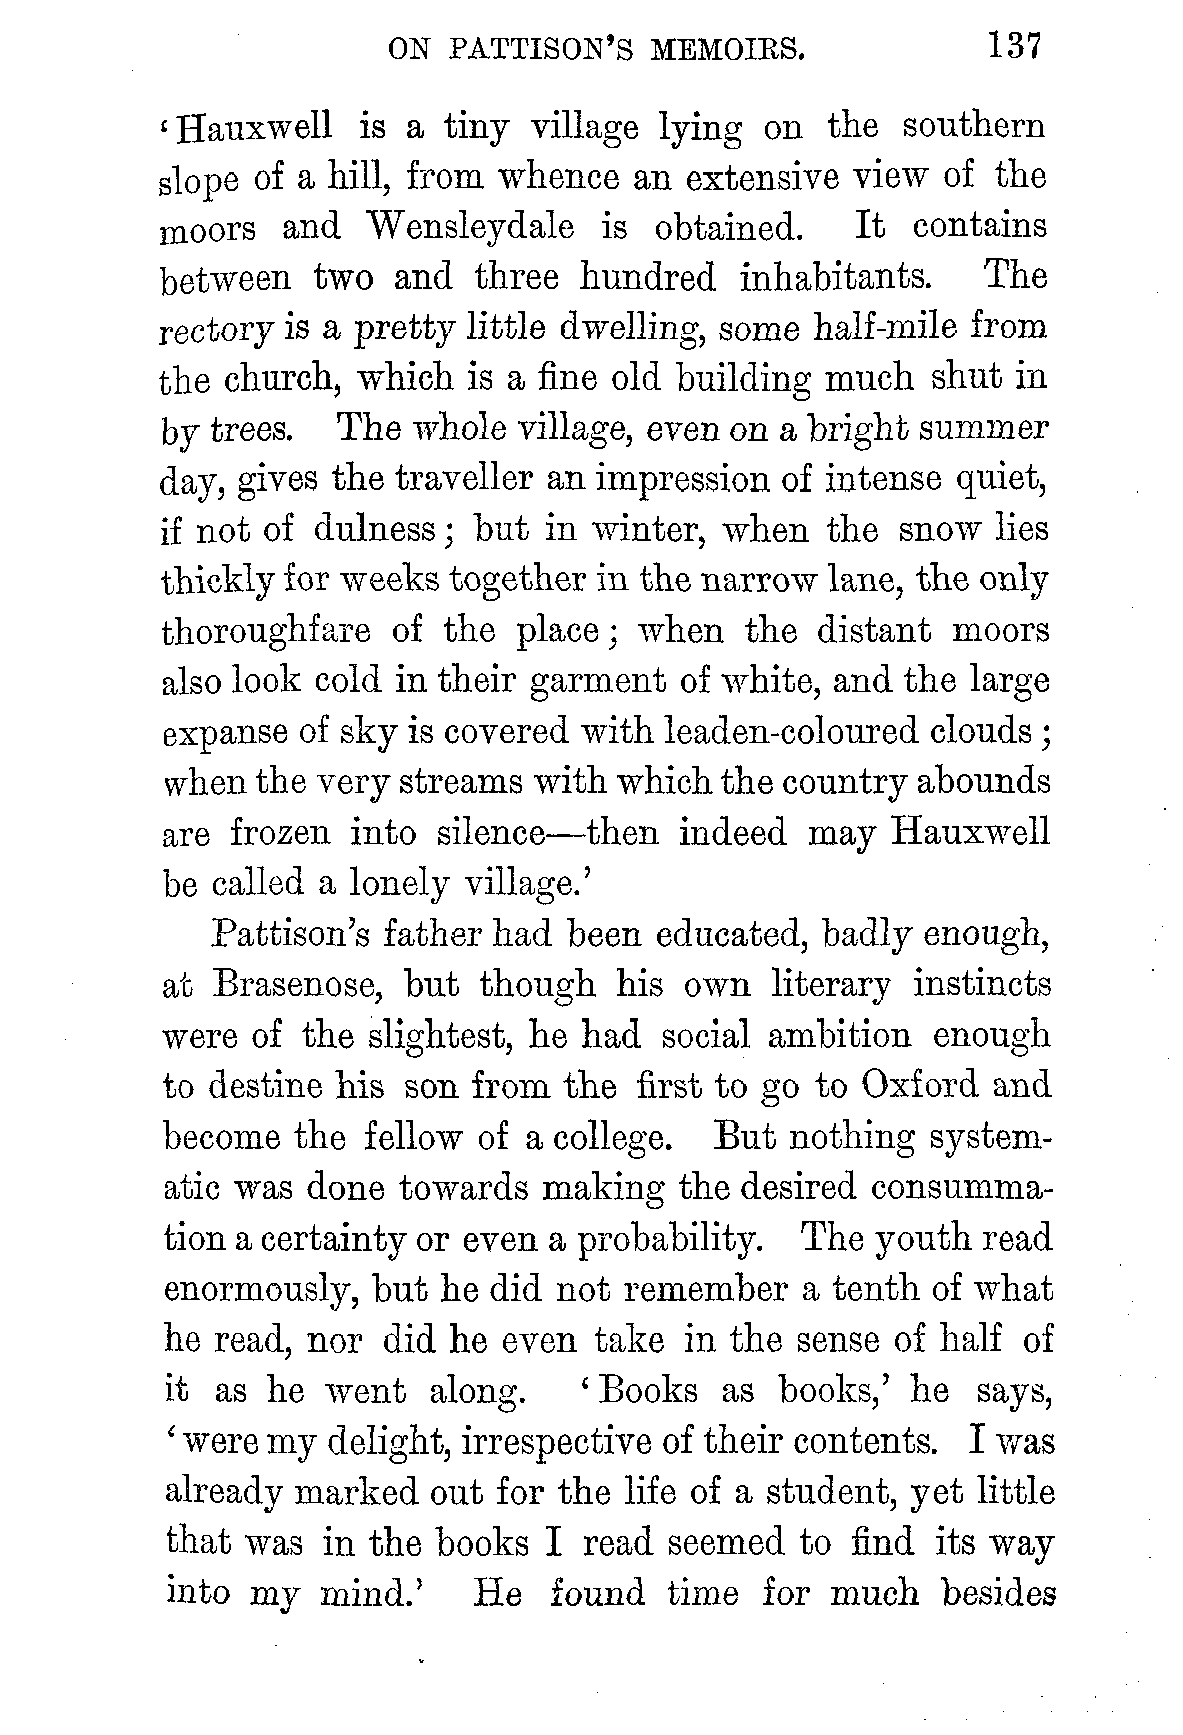 ON PATTISON'S MEMOIRS. 137
‘Hauxwell is a tiny village lying on the southern
slope of a hill, from whence an extensive view of the
moors and Wensleydale is obtained. It contains
between two and three hundred inhabitants. The
rectory is a pretty little dwelling, some half-mile from
the church, which is a fine old building much shut in
by trees. The whole village, even on a bright summer
day, gives the traveller an impression of intense quiet,
if not of dulness; but in winter, when the snow lies
thickly for weeks together in the narrow lane, the only
thoroughfare of the place; when the distant moors
also look cold in their garment of white, and the large
expanse of sky is covered with leaden-coloured clouds;
when the very streams with which the country abounds
are frozen into silence—then indeed may Hauxwell
be called a lonely village.’
Pattison's father had been educated, badly enough,
at Brasenose, but though his own literary instincts
were of the slightest, he had social ambition enough
to destine his son from the first to go to Oxford and
become the fellow of a college. But nothing system-
atic was done towards making the desired consumma-
tion a certainty or even a probability. The youth read
enormously, but he did not remember a tenth of what
he read, nor did he even take in the sense of half of
it as he went along. ‘Books as books,’ he says,
‘were my delight, irrespective of their contents. I was
already marked out for the life of a student, yet little
that was in the books I read seemed to find its way
into my mind.’ He found time for much besides